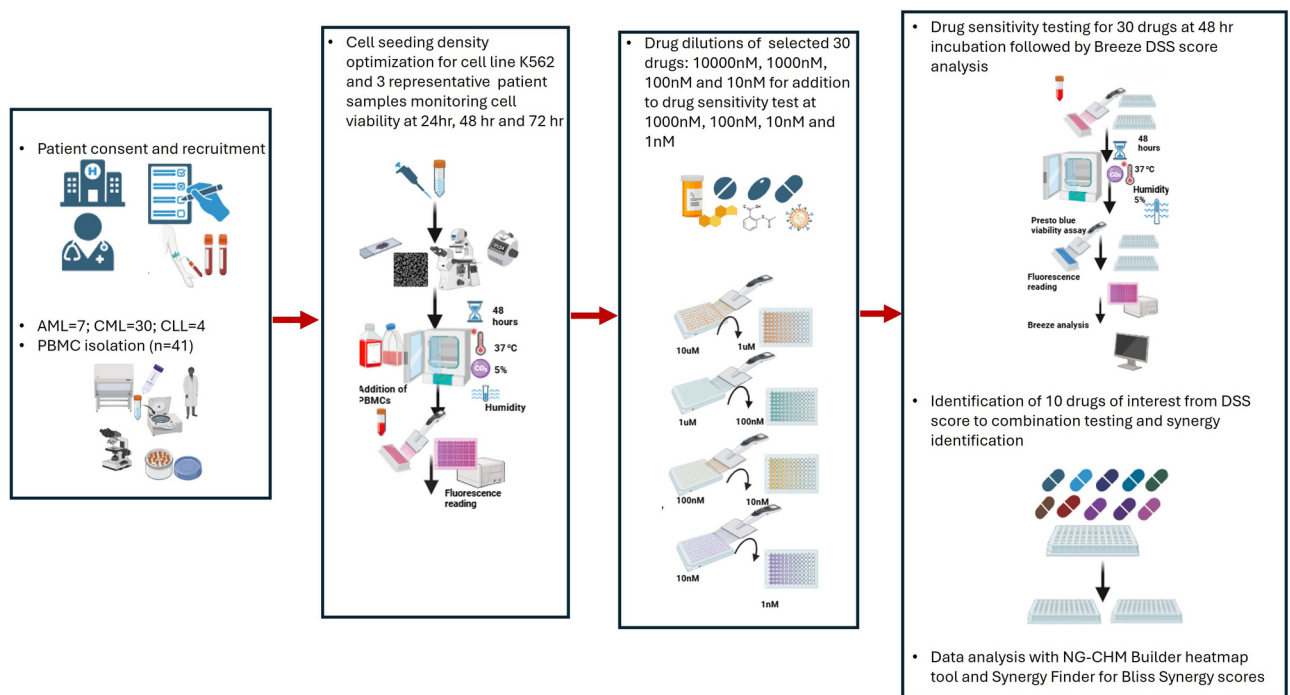 • Patient consent and recruitment
H
• AML=7; CML=30; CLL=4
• PBMC isolation (n=41)
• Cell seeding density
optimization for cell line K562
and 3 representative patient
samples monitoring cell
viability at 24hr, 48 hr and 72 hr
48
hours
37 °C
CO₂
5%
Humidity
Addition of
PBMCs
Fluorescence
reading
• Drug dilutions of selected 30
drugs: 10000nM, 1000nM,
100nM and 10nM for addition
to drug sensitivity test at
1000nM, 100nM, 10nM and
1nM
10uM
1uM
1uM
100nM
100nM
10nM
10nM
1nM
• Drug sensitivity testing for 30 drugs at 48 hr
incubation followed by Breeze DSS score
analysis
48
hours
37 °C
CO₂
Humidity
5%
Presto blue
viability assay
Fluorescence
reading
Breeze analysis
• Identification of 10 drugs of interest from DSS
score to combination testing and synergy
identification
• Data analysis with NG-CHM Builder heatmap
tool and Synergy Finder for Bliss Synergy scores